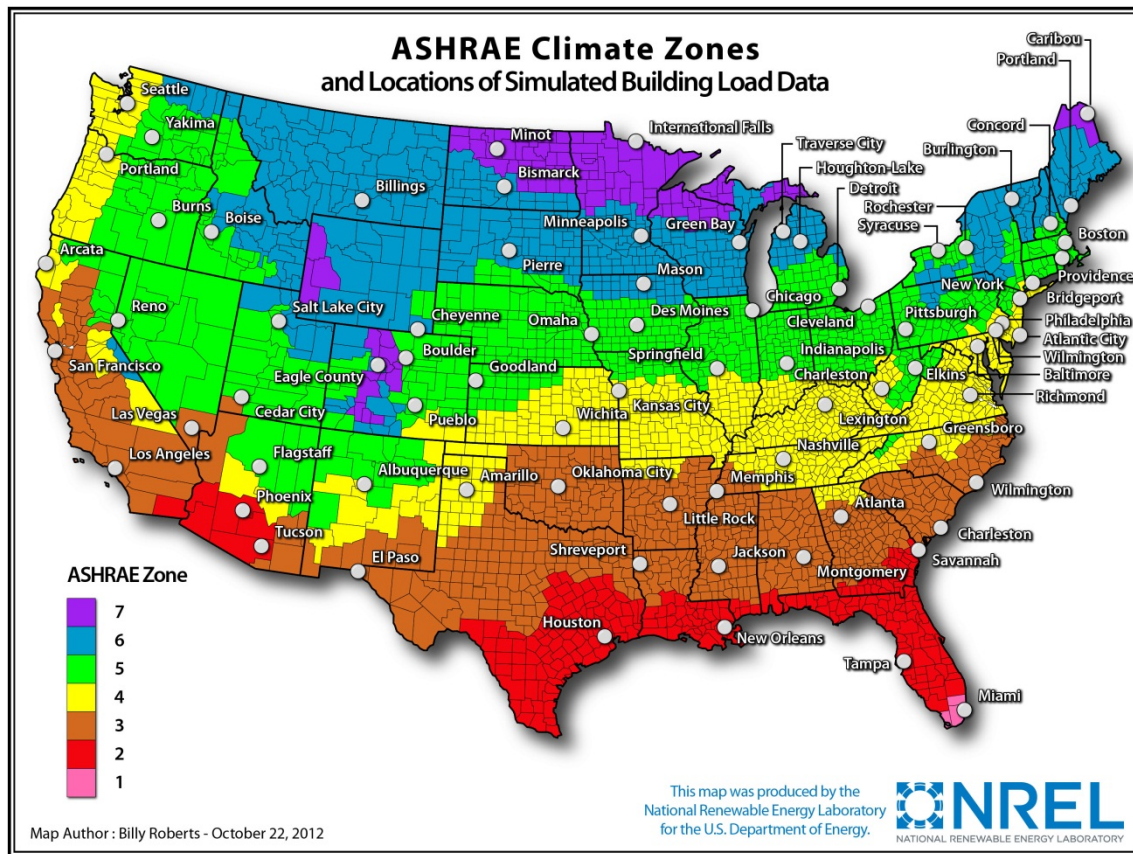 ASHRAE Climate Zones
and Locations of Simulated Building Load Data
Caribou
Portland
Concord
Burlington
Rochester
Syracuse
Seattle
Yakima
Portland
Burns
Boise
Arcata
Reno
San Francisco
Las Vegas
Los Angeles
Billings
Minot
Bismarck
International Falls
Traverse City
Houghton-Lake
Detroit
Minneapolis
Green Bay
Pierre
Mason
Salt Lake City
Cheyenne
Omaha
Des Moines
Chicago
Cleveland
New York
Pittsburgh
Boston
Providence
Bridgeport
Philadelphia
Atlantic City
Wilmington
Baltimore
Richmond
Boulder
Eagle County
Goodland
Springfield
Indianapolis
Charleston
Elkins
Cedar City
Pueblo
Wichita
Kansas City
Lexington
Greensboro
Flagstaff
Albuquerque
Amarillo
Oklahoma City
Nashville
Memphis
Wilmington
Phoenix
Tucson
El Paso
Little Rock
Atlanta
Charleston
Shreveport
Jackson
Montgomery
Savannah
Houston
New Orleans
Tampa
Miami
ASHRAE Zone
7
6
5
4
3
2
1
This map was produced by the
National Renewable Energy Laboratory
for the U.S. Department of Energy.
NREL
NATIONAL RENEWABLE ENERGY LABORATORY
Map Author : Billy Roberts - October 22, 2012